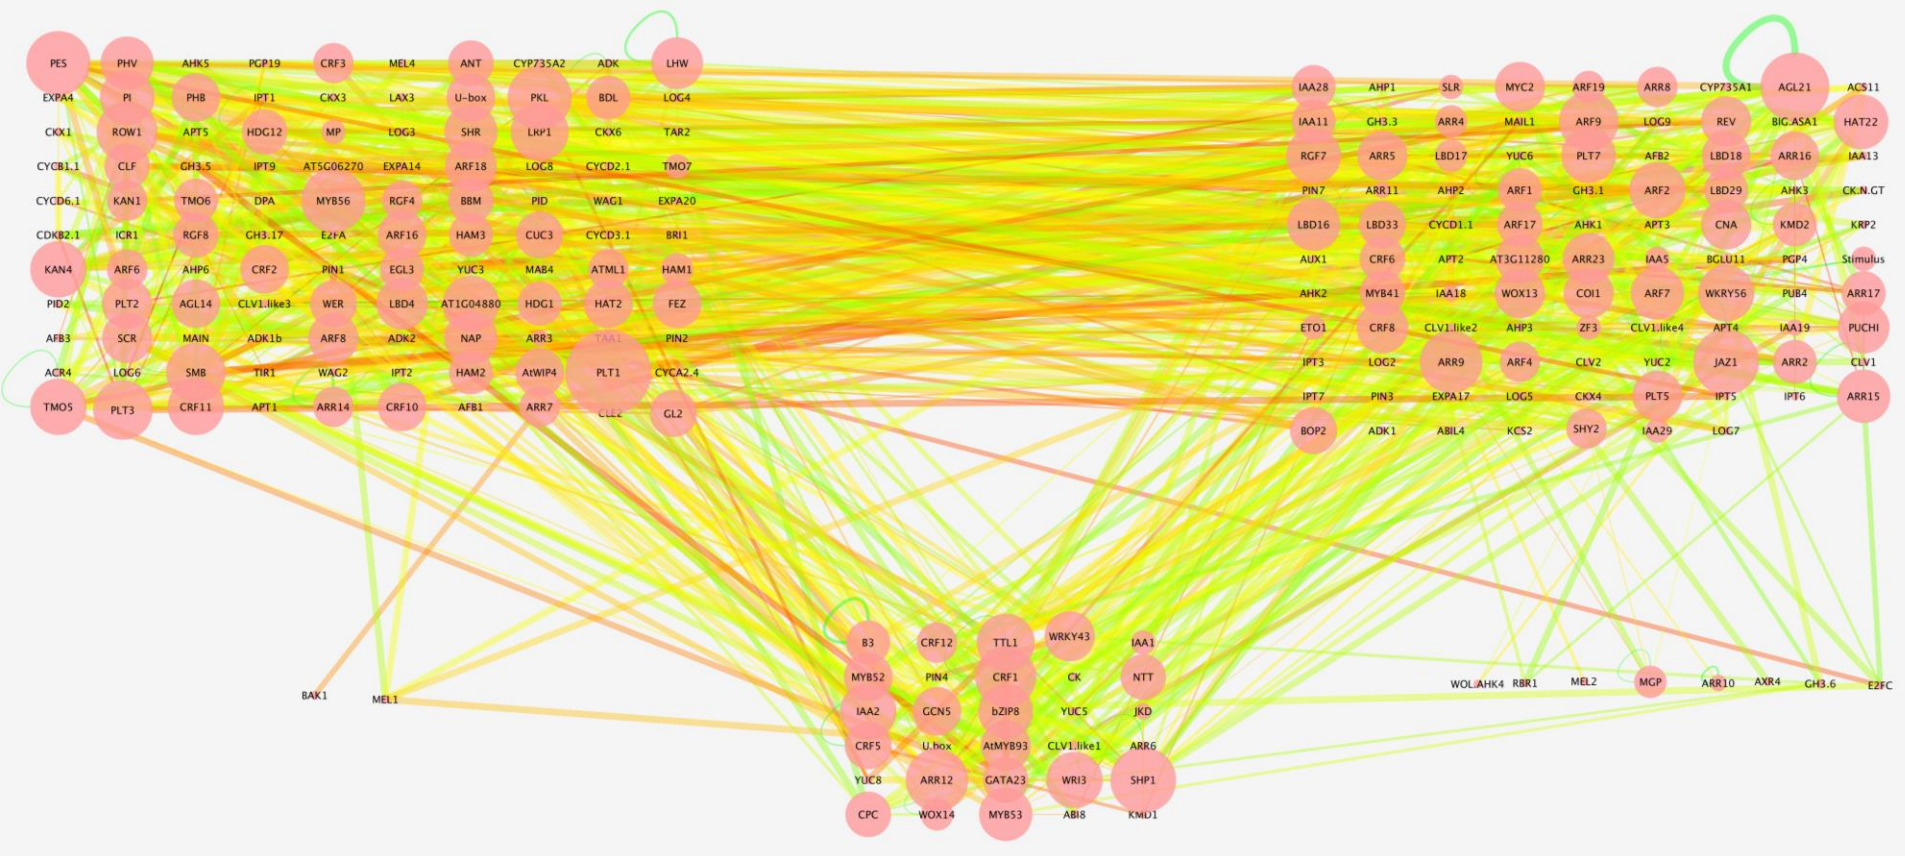 PES PHV AHK5 PGP19 CRF3 MEL4 ANT CYP735A2 ADK LHW
EXPA4 PI PHB IPT1 CKX3 LAX3 U-box PKL BDL LOG4
CKX1 ROW1 APT5 HDG12 MP LOG3 SHR LRP1 CKX6 TAR2
CYCB1.1 CLF GH3.5 IPT9 AT5G06270 EXPA14 ARF18 LOG8 CYCD2.1 TMO7
CYCD6.1 KAN1 TMO6 DPA MYB56 RGF4 BBM PID WAG1 EXPA20
CDKB2.1 ICR1 RGF8 GH3.17 E2FA ARF16 HAM3 CUC3 CYCD3.1 BRI1
KAN4 ARF6 AHP6 CRF2 PIN1 EGL3 YUC3 MAB4 ATML1 HAM1
PID2 PLT2 AGL14 CLV1.like3 WER LBD4 AT1G04880 HDG1 HAT2 FEZ
AFB3 SCR MAIN ADK1b ARF8 ADK2 NAP ARR3 TAA1 PIN2
ACR4 LOG6 SMB TIR1 WAG2 IPT2 HAM2 AtWIP4 PLT1 CYCA2.4
TMO5 PLT3 CRF11 APT1 ARR14 CRF10 AFB1 ARR7 CLE2 GL2
IAA28 AHP1 SLR MYC2 ARF19 ARR8 CYP735A1 AGL21 ACS11
IAA11 GH3.3 ARR4 MAIL1 ARF9 LOG9 REV BIG.ASA1 HAT22
RGF7 ARR5 LBD17 YUC6 PLT7 AFB2 LBD18 ARR16 IAA13
PIN7 ARR11 AHP2 ARF1 GH3.1 ARF2 LBD29 AHK3 CK.N.GT
LBD16 LBD33 CYCD1.1 ARF17 AHK1 APT3 CNA KMD2 KRP2
AUX1 CRF6 APT2 AT3G11280 ARR23 IAA5 BGLU11 PGP4 Stimulus
AHK2 MYB41 IAA18 WOX13 COI1 ARF7 WKRY56 PUB4 ARR17
ETO1 CRF8 CLV1.like2 AHP3 ZF3 CLV1.like4 APT4 IAA19 PUCHI
IPT3 LOG2 ARR9 ARF4 CLV2 YUC2 JAZ1 ARR2 CLV1
IPT7 PIN3 EXPA17 LOG5 CKX4 PLT5 IPT5 IPT6 ARR15
BOP2 ADK1 ABIL4 KCS2 SHY2 IAA29 LOG7
B3 CRF12 TTL1 WRKY43 IAA1
MYB52 PIN4 CRF1 CK NTT
IAA2 GCN5 bZIP8 YUC5 JKD
CRF5 U.box AtMYB93 CLV1.like1 ARR6
YUC8 ARR12 GATA23 WRI3 SHP1
CPC WOX14 MYB53 ABI8 KMD1
BAK1 MEL1
WOL.AHK4 RBR1 MEL2 MGP ARR10 AXR4 GH3.6 E2FC